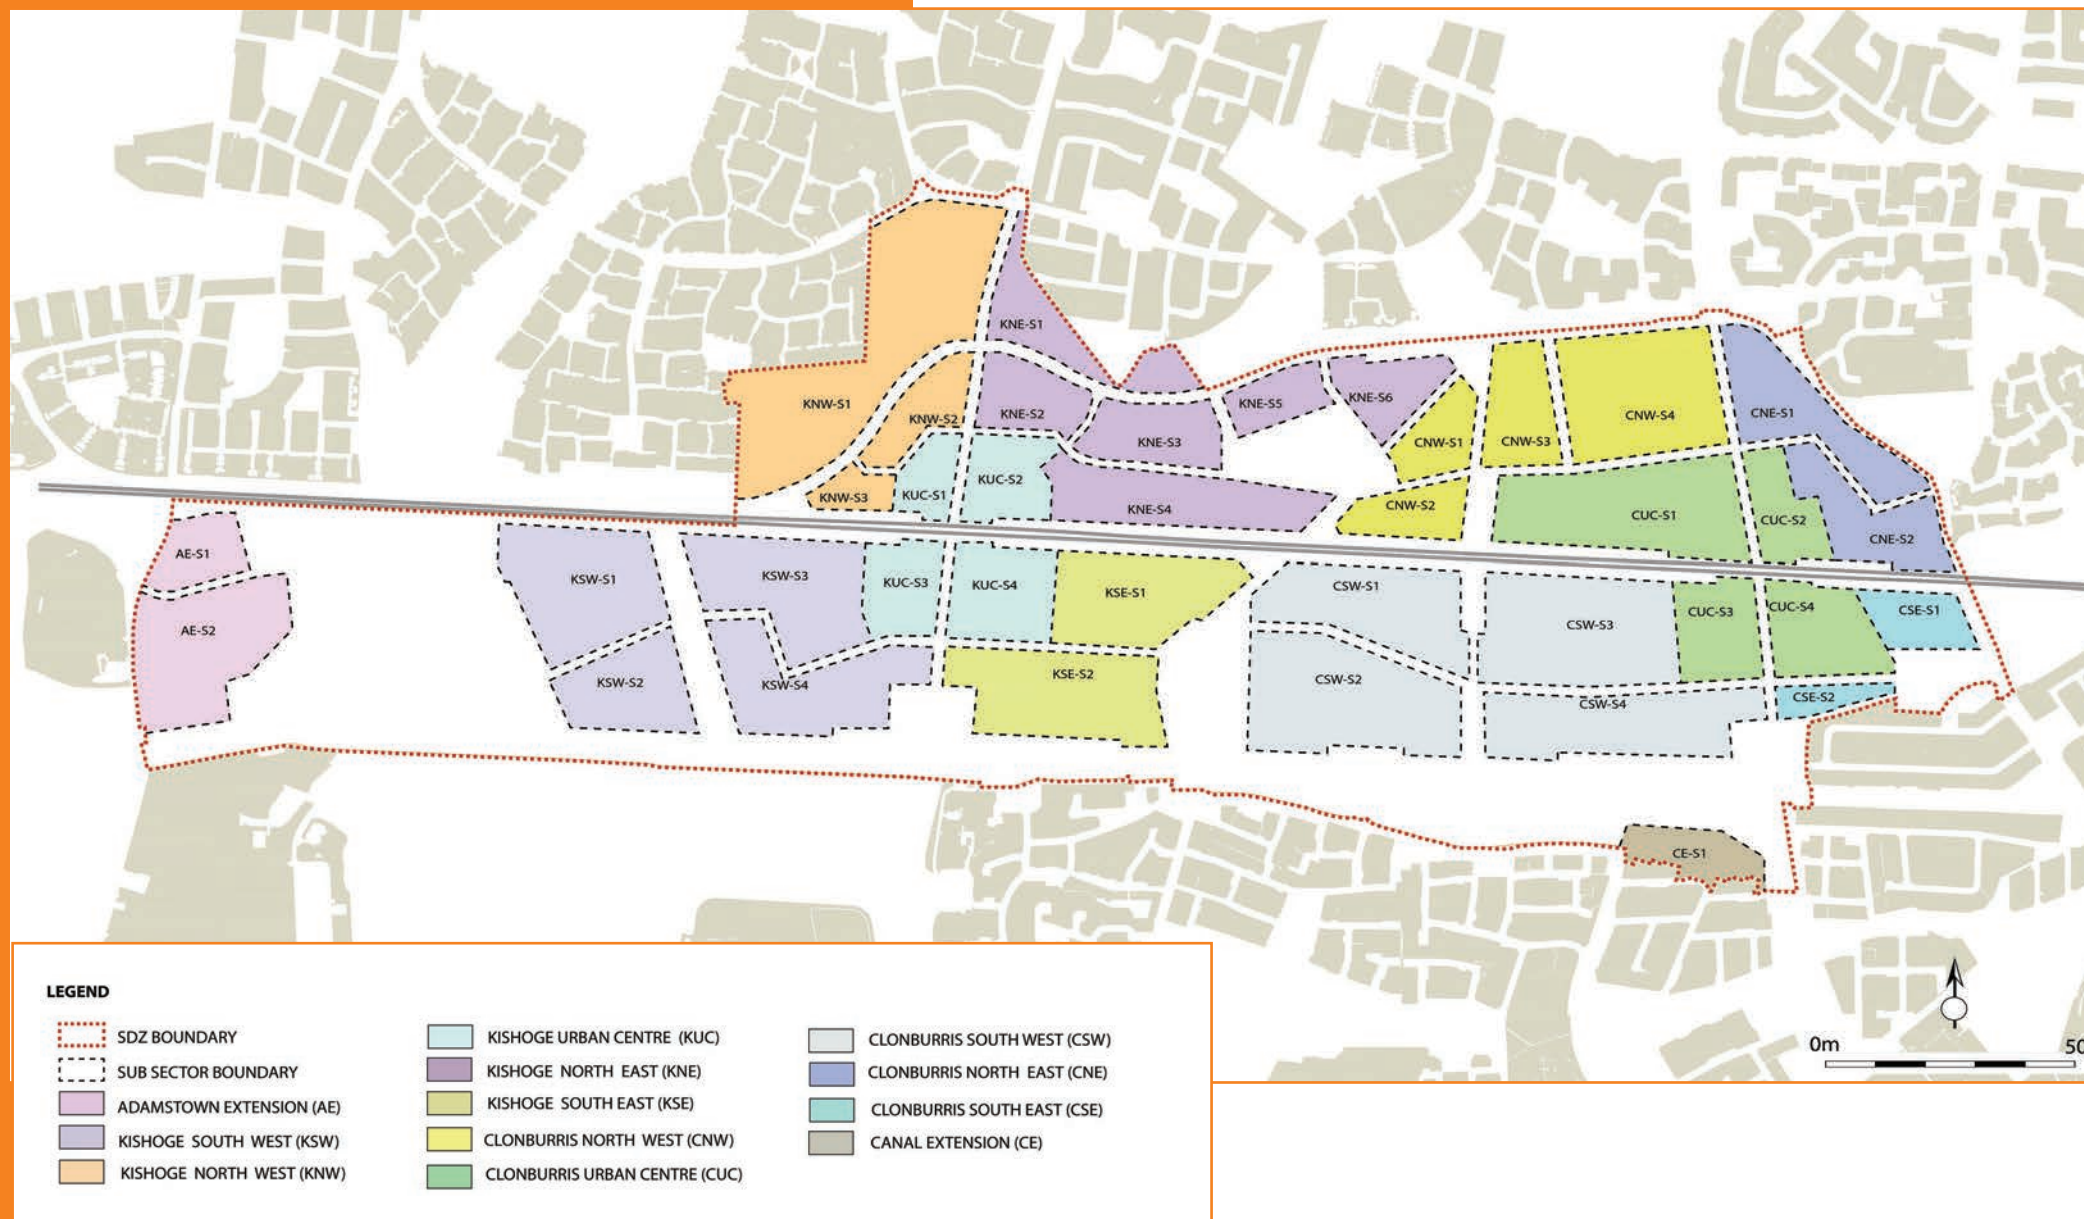 KNE-S1
KNW-S1
KNW-S2
KNE-S2
KNE-S3
KNE-S5
KNE-S6
CNW-S1
CNW-S3
CNW-S4
CNE-S1
KNW-S3
KUC-S1
KUC-S2
KNE-S4
CNW-S2
CUC-S1
CUC-S2
CNE-S2
AE-S1
AE-S2
KSW-S1
KSW-S2
KSW-S3
KSW-S4
KUC-S3
KUC-S4
KSE-S1
KSE-S2
CSW-S1
CSW-S2
CSW-S3
CSW-S4
CUC-S3
CUC-S4
CSE-S1
CSE-S2
CE-S1
0m
50
LEGEND
SDZ BOUNDARY
SUB SECTOR BOUNDARY
ADAMSTOWN EXTENSION (AE)
KISHOGE SOUTH WEST (KSW)
KISHOGE NORTH WEST (KNW)
KISHOGE URBAN CENTRE (KUC)
KISHOGE NORTH EAST (KNE)
KISHOGE SOUTH EAST (KSE)
CLONBURRIS NORTH WEST (CNW)
CLONBURRIS URBAN CENTRE (CUC)
CLONBURRIS SOUTH WEST (CSW)
CLONBURRIS NORTH EAST (CNE)
CLONBURRIS SOUTH EAST (CSE)
CANAL EXTENSION (CE)